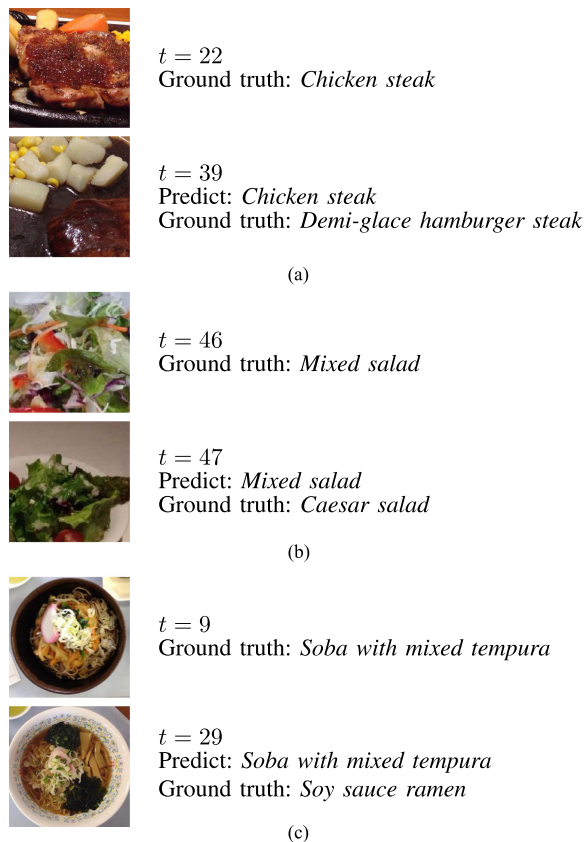 t = 22
Ground truth: Chicken steak
t = 39
Predict: Chicken steak
Ground truth: Demi-glace hamburger steak
(a)
t = 46
Ground truth: Mixed salad
t = 47
Predict: Mixed salad
Ground truth: Caesar salad
(b)
t = 9
Ground truth: Soba with mixed tempura
t = 29
Predict: Soba with mixed tempura
Ground truth: Soy sauce ramen
(c)